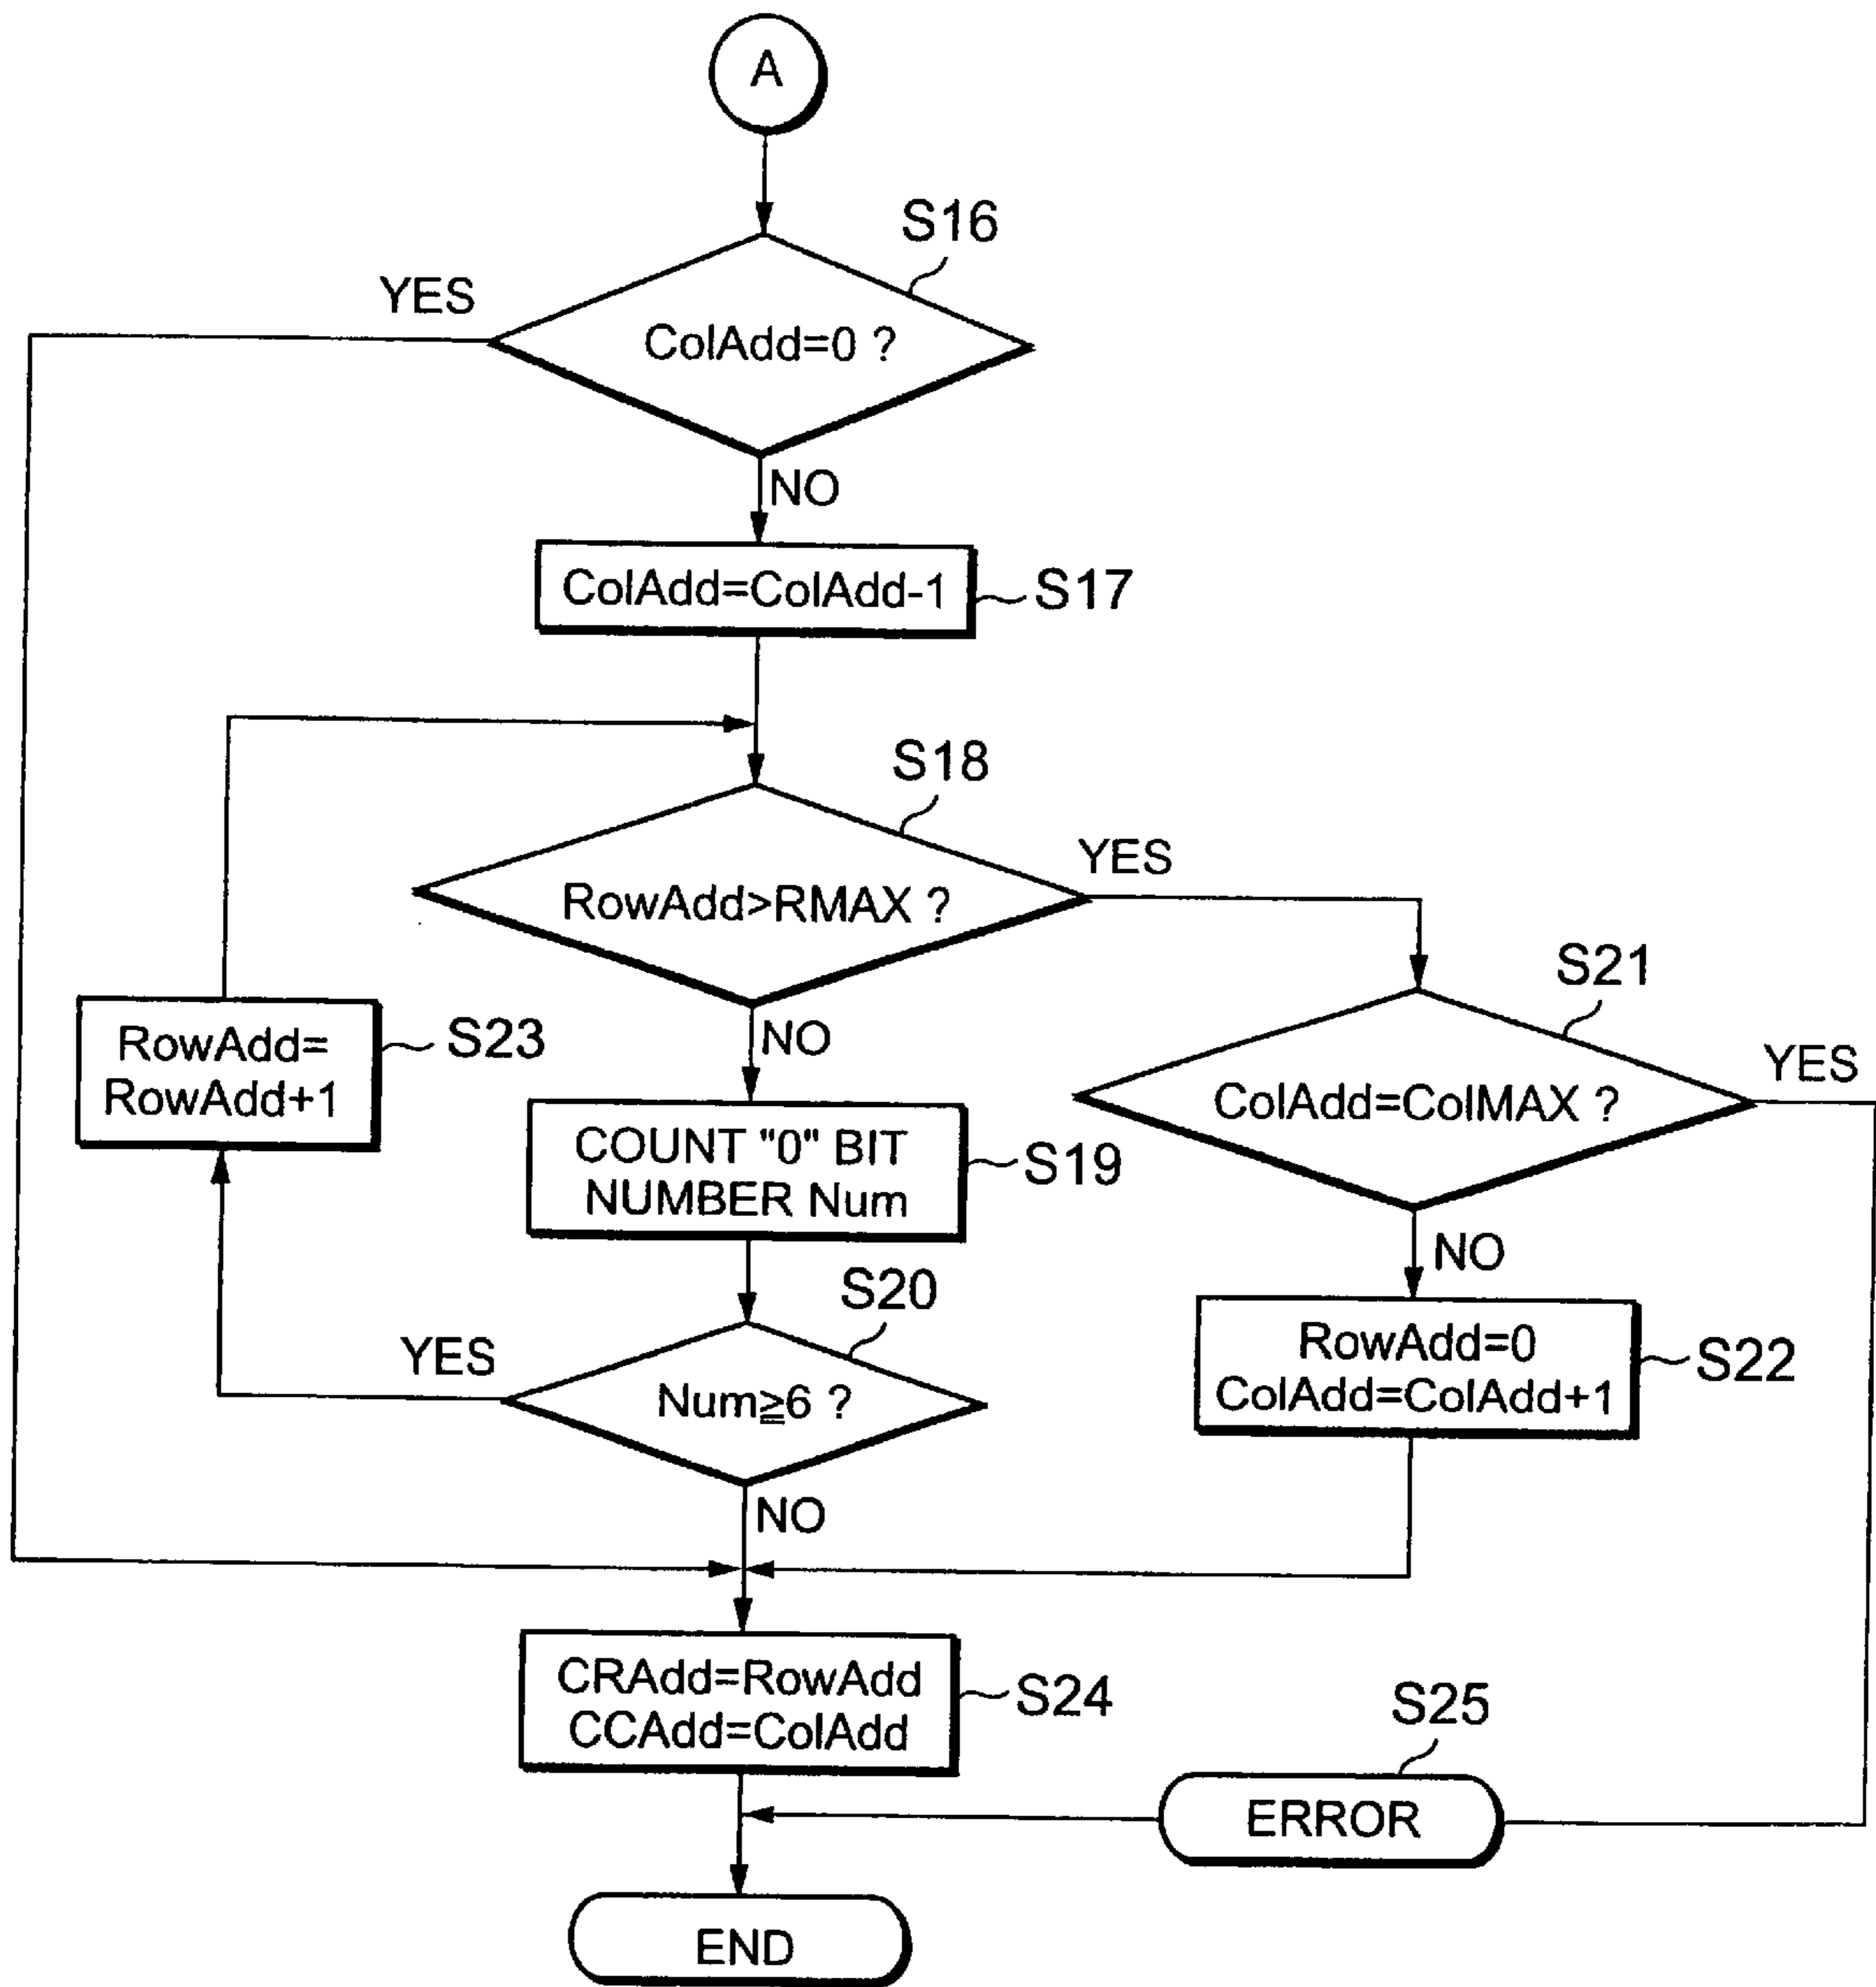 A
S16
YES
ColAdd=0 ?
NO
ColAdd=ColAdd-1
S17
S18
YES
RowAdd>RMAX ?
S21
RowAdd=
RowAdd+1
S23
NO
YES
ColAdd=ColMAX ?
COUNT "0" BIT
NUMBER Num
S19
NO
S20
YES
Num≧6 ?
RowAdd=0
ColAdd=ColAdd+1
S22
NO
CRAdd=RowAdd
CCAdd=ColAdd
S24
S25
ERROR
END